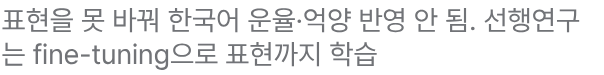 표현을 못 바꿔 한국어 운율·억양 반영 안 됨. 선행연구
는 fine-tuning으로 표현까지 학습